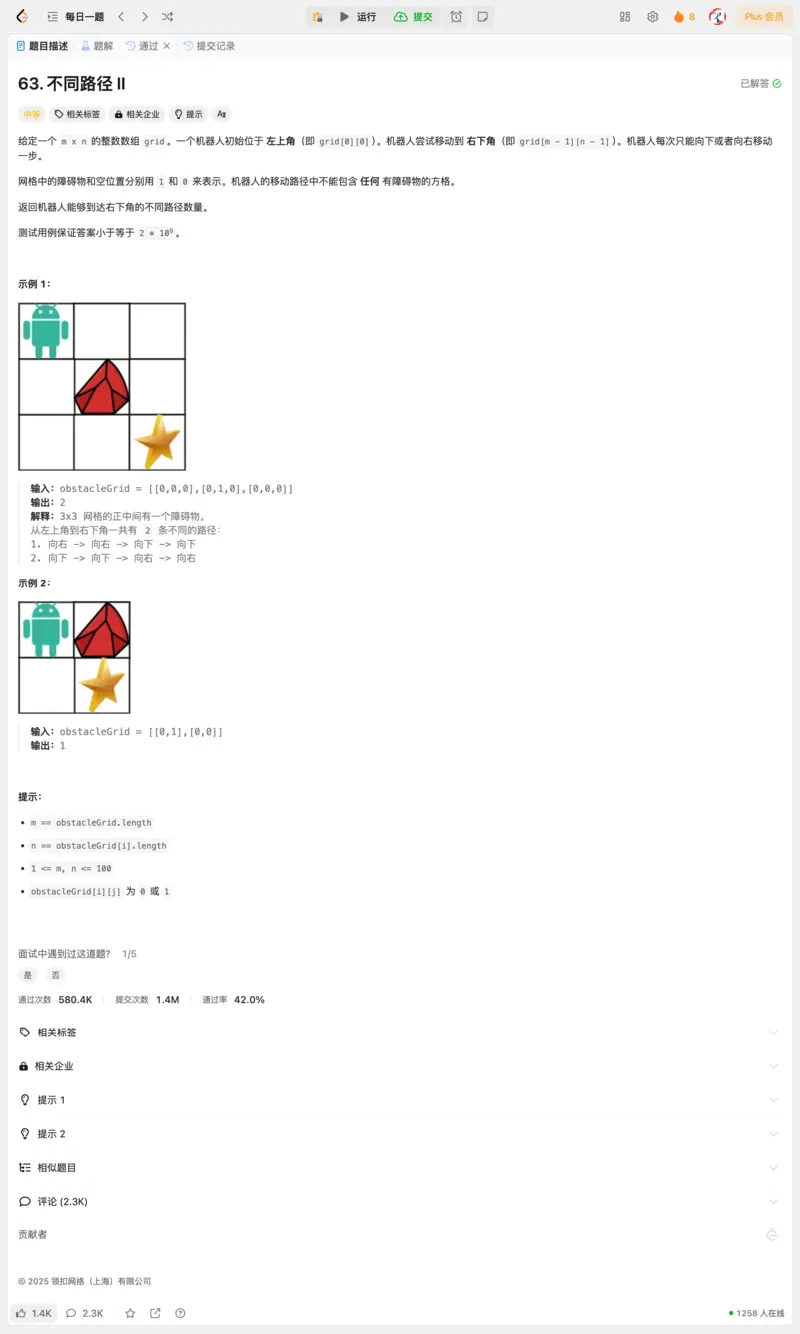 每日一题 运行 提交 8 Plus 会员
题目描述 题解 通过 提交记录
63. 不同路径 II 已解答
中等 相关标签 相关企业 提示 Aℤ
给定一个 m x n 的整数数组 grid。一个机器人初始位于 左上角（即 grid[0][0]）。机器人尝试移动到 右下角（即 grid[m - 1][n - 1]）。机器人每次只能向下或者向右移动
一步。
网格中的障碍物和空位置分别用 1 和 0 来表示。机器人的移动路径中不能包含 任何 有障碍物的方格。
返回机器人能够到达右下角的不同路径数量。
测试用例保证答案小于等于 2 * 10⁹。
示例 1：
输入：obstacleGrid = [[0,0,0],[0,1,0],[0,0,0]]
输出：2
解释：3x3 网格的正中间有一个障碍物。
从左上角到右下角一共有 2 条不同的路径：
1. 向右 -> 向右 -> 向下 -> 向下
2. 向下 -> 向下 -> 向右 -> 向右
示例 2：
输入：obstacleGrid = [[0,1],[0,0]]
输出：1
提示：
• m == obstacleGrid.length
• n == obstacleGrid[i].length
• 1 <= m, n <= 100
• obstacleGrid[i][j] 为 0 或 1
面试中遇到过这道题? 1/5
是 否
通过次数 580.4K 提交次数 1.4M 通过率 42.0%
相关标签
相关企业
提示 1
提示 2
相似题目
评论 (2.3K)
贡献者
© 2025 领扣网络（上海）有限公司
1.4K 2.3K 1258 人在线